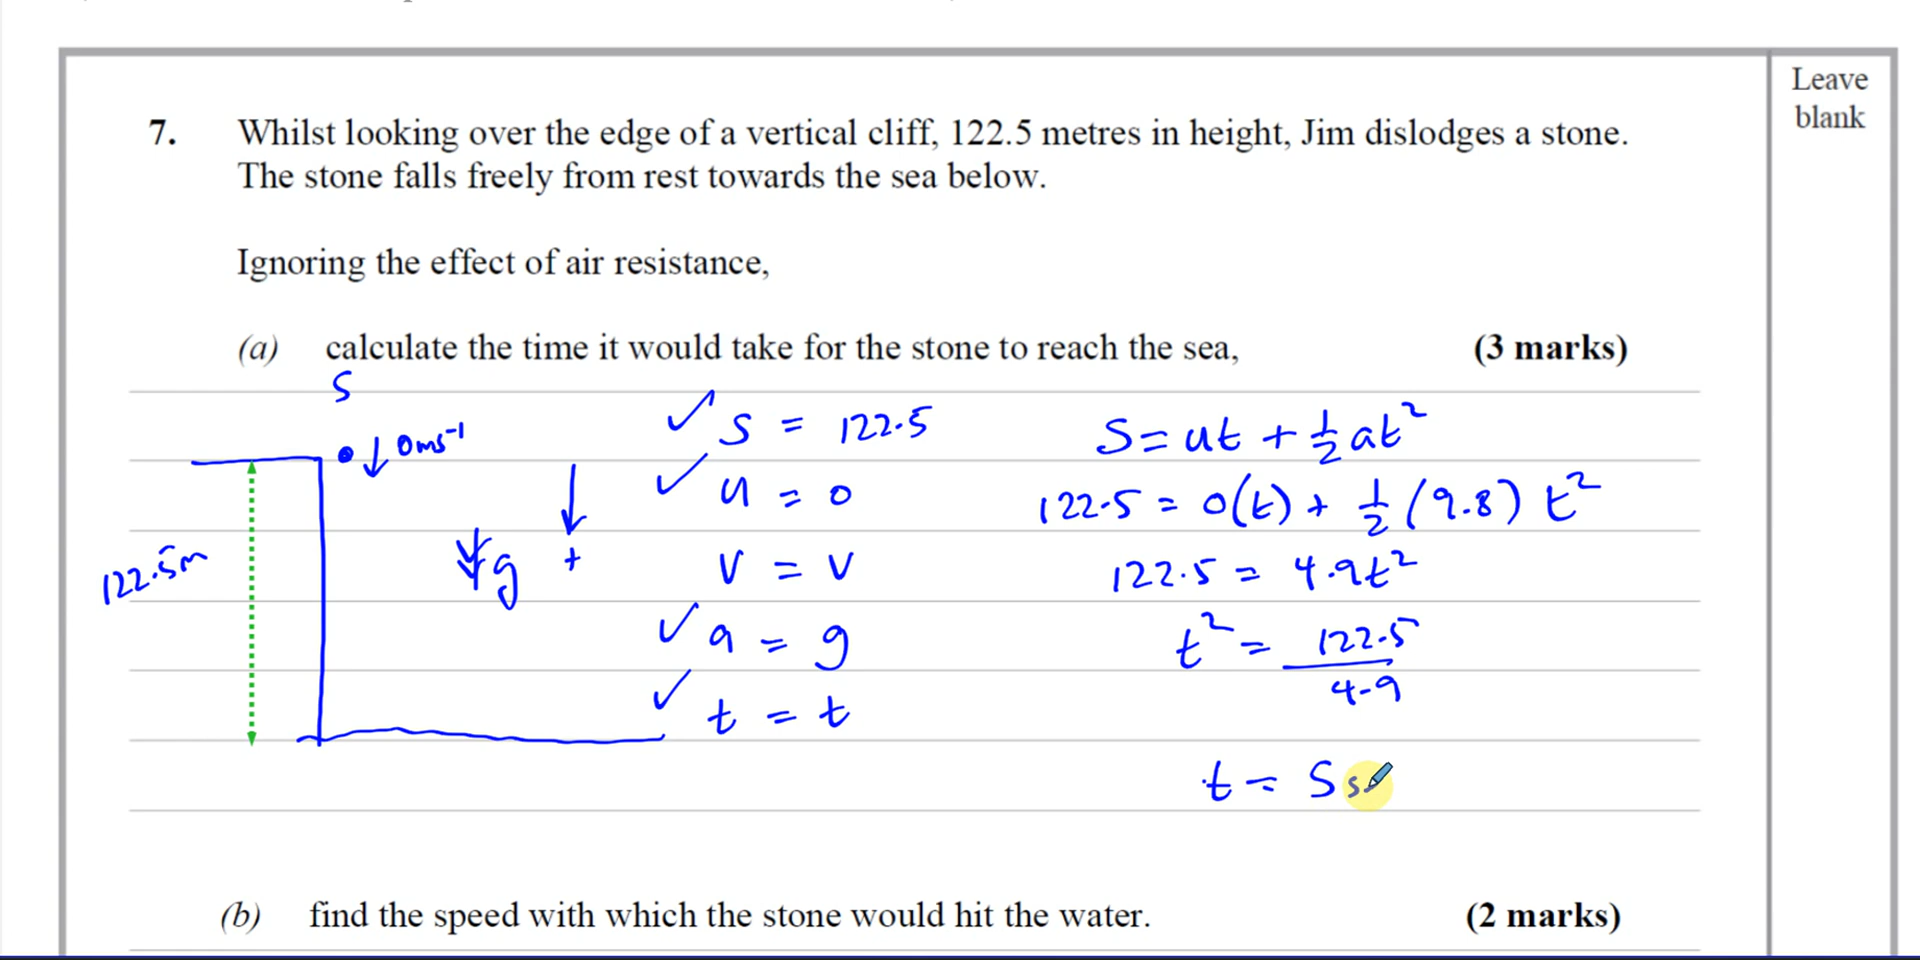 Leave
blank
7. Whilst looking over the edge of a vertical cliff, 122.5 metres in height, Jim dislodges a stone.
The stone falls freely from rest towards the sea below.
Ignoring the effect of air resistance,
(a) calculate the time it would take for the stone to reach the sea, (3 marks)
S
0ms⁻¹
122.5m
g
+
✓ s = 122.5
✓ u = 0
v = v
✓ a = g
✓ t = t
S = ut + ½at²
122.5 = 0(t) + ½(9.8)t²
122.5 = 4.9t²
t² = 122.5/4.9
t = 5s
(b) find the speed with which the stone would hit the water. (2 marks)